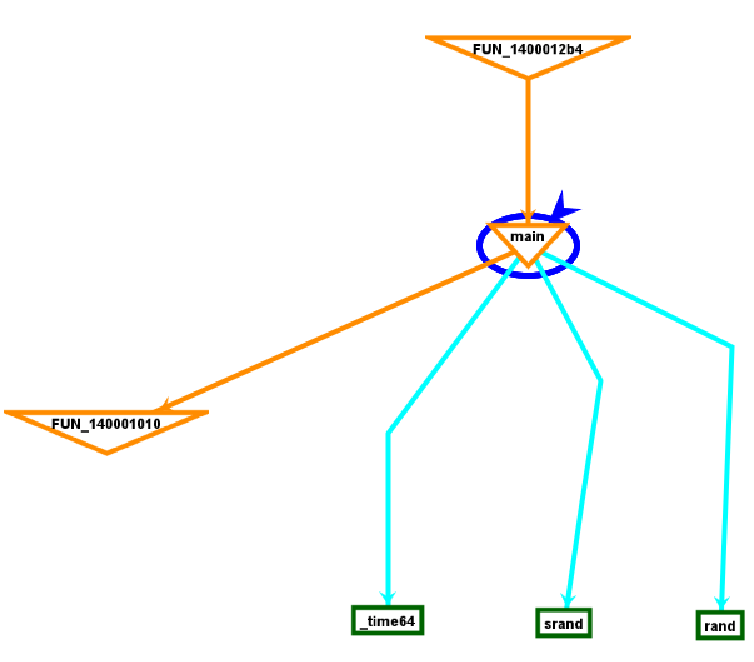 FUN_1400012b4
main
FUN_140001010
_time64
srand
rand